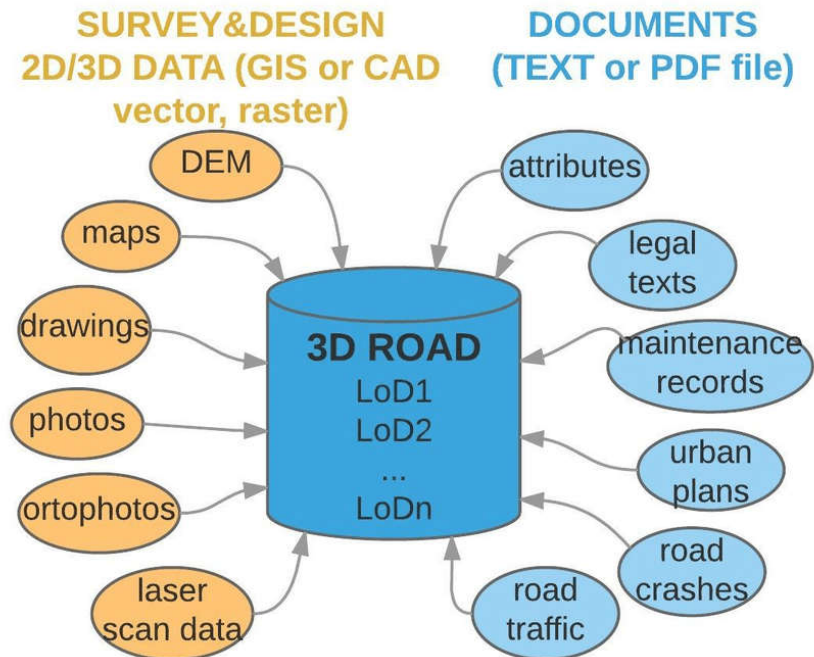 SURVEY&DESIGN
2D/3D DATA (GIS or CAD
vector, raster)
DOCUMENTS
(TEXT or PDF file)
DEM
maps
drawings
photos
ortophotos
laser
scan data
3D ROAD
LoD1
LoD2
...
LoDn
attributes
legal
texts
maintenance
records
urban
plans
road
crashes
road
traffic